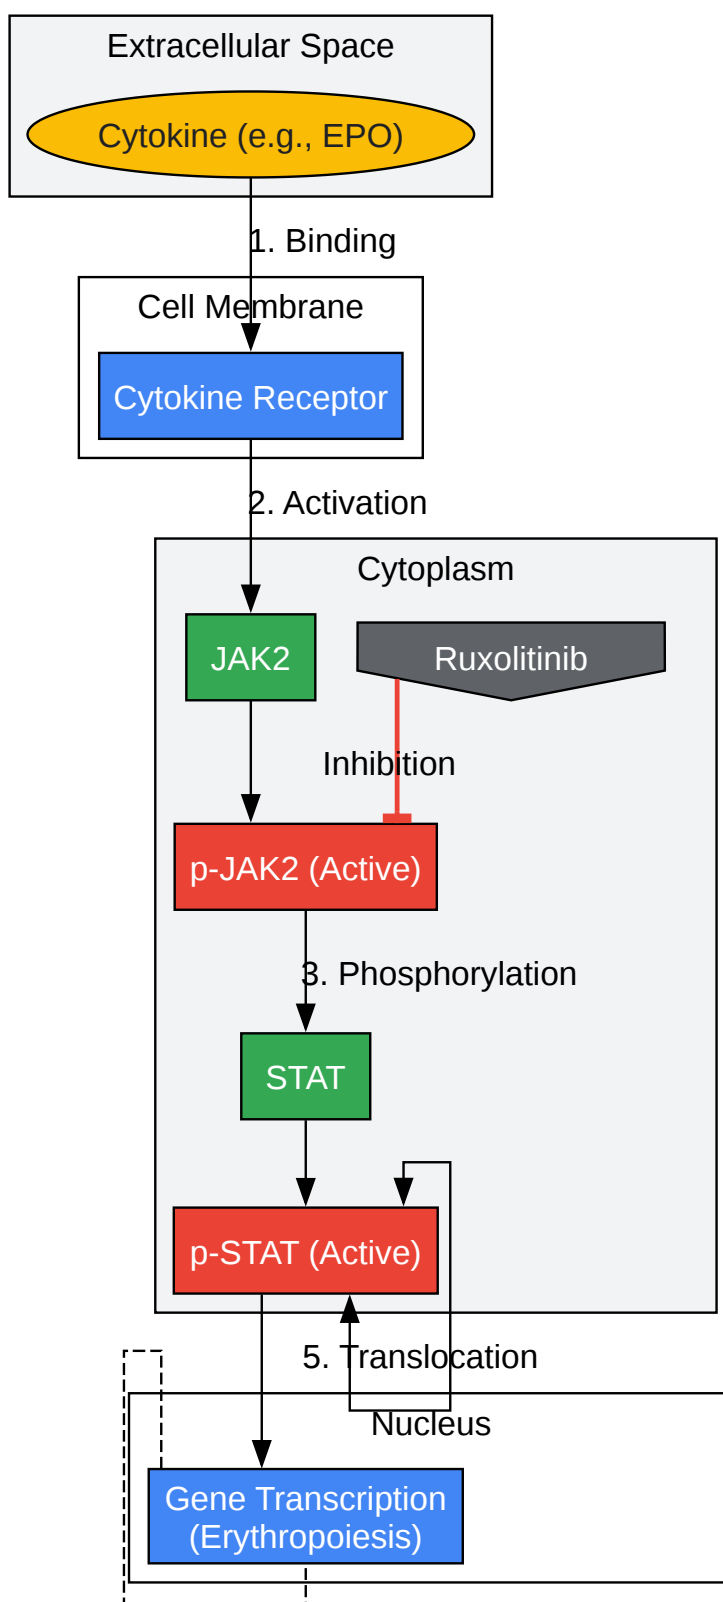 Extracellular Space
Cytokine (e.g., EPO)
1. Binding
Cell Membrane
Cytokine Receptor
2. Activation
Cytoplasm
JAK2
Ruxolitinib
Inhibition
p-JAK2 (Active)
3. Phosphorylation
STAT
p-STAT (Active)
5. Translocation
Nucleus
Gene Transcription
(Erythropoiesis)